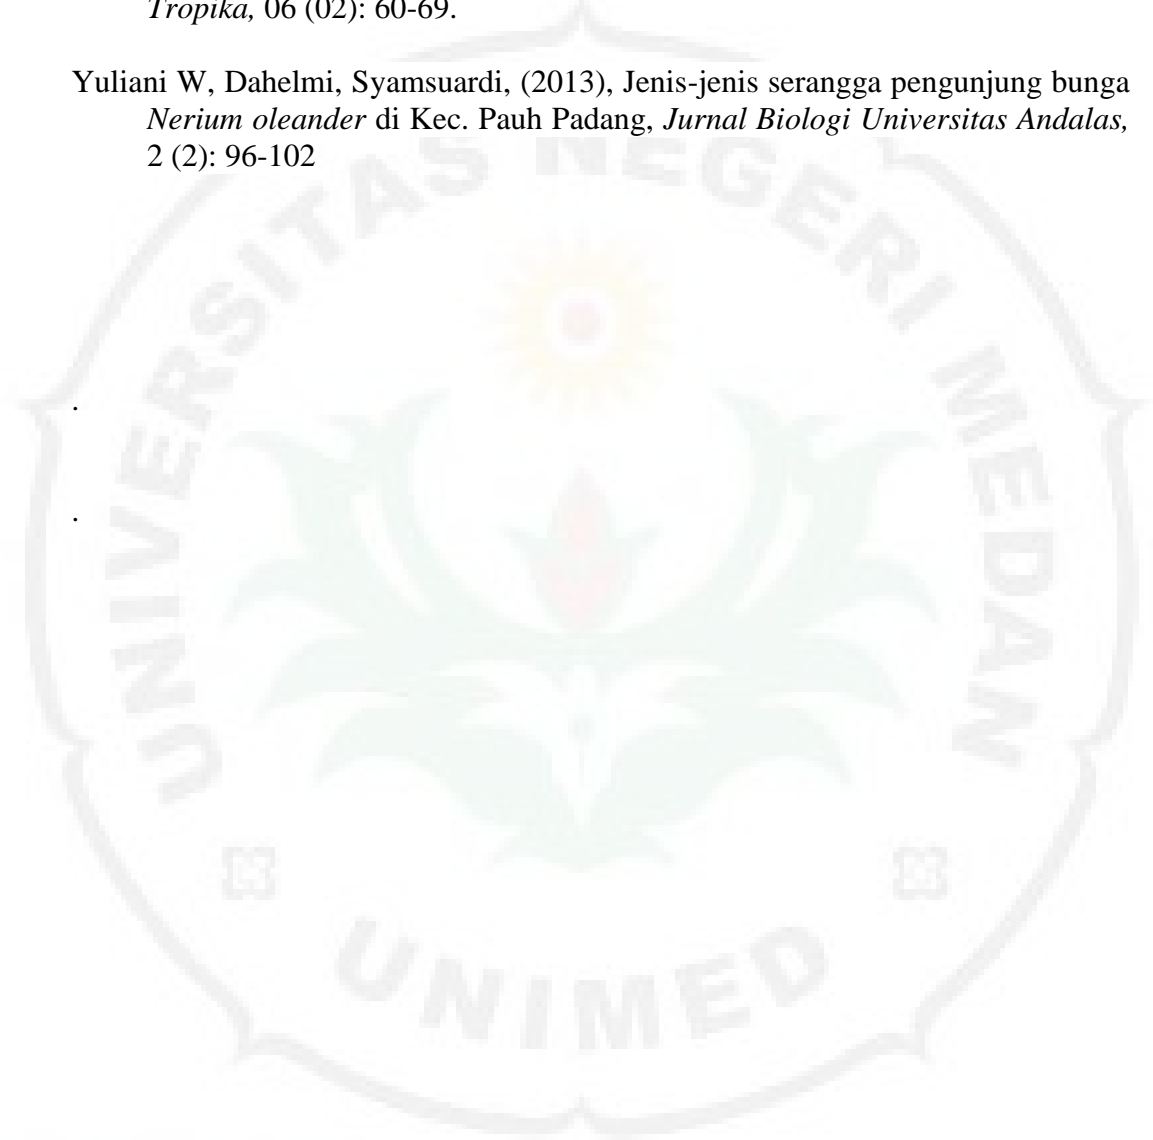 Tropika, 06 (02): 60-69.
Yuliani W, Dahelmi, Syamsuardi, (2013), Jenis-jenis serangga pengunjung bunga
Nerium oleander di Kec. Pauh Padang, Jurnal Biologi Universitas Andalas,
2 (2): 96-102
UNIVERSITAS NEGERI MEDAN
.
.
UNIMED